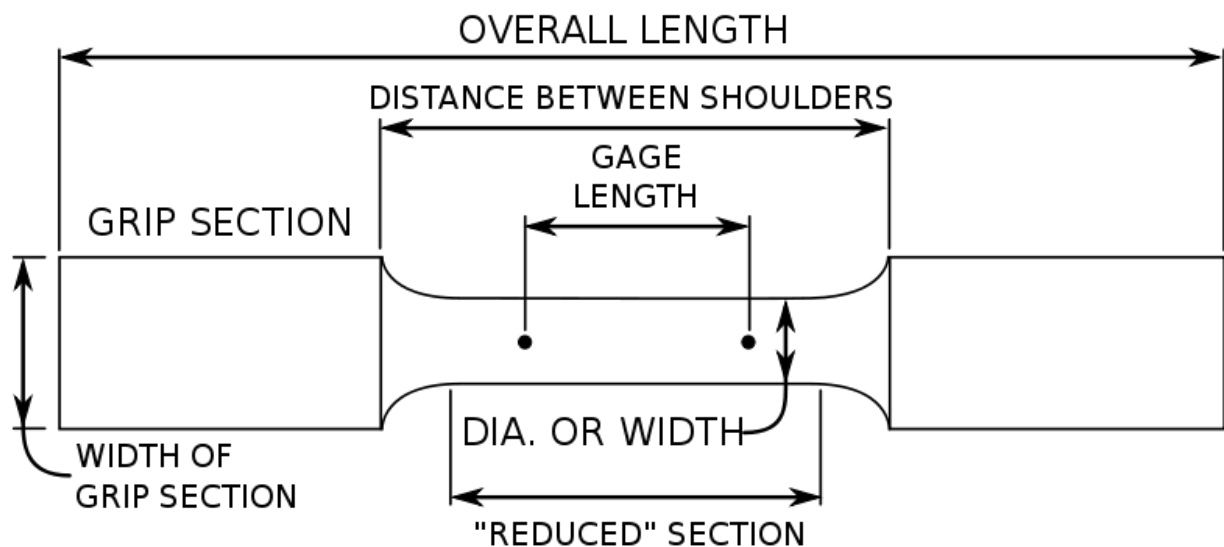 OVERALL LENGTH
DISTANCE BETWEEN SHOULDERS
GAGE
LENGTH
GRIP SECTION
DIA. OR WIDTH
WIDTH OF
GRIP SECTION
"REDUCED" SECTION